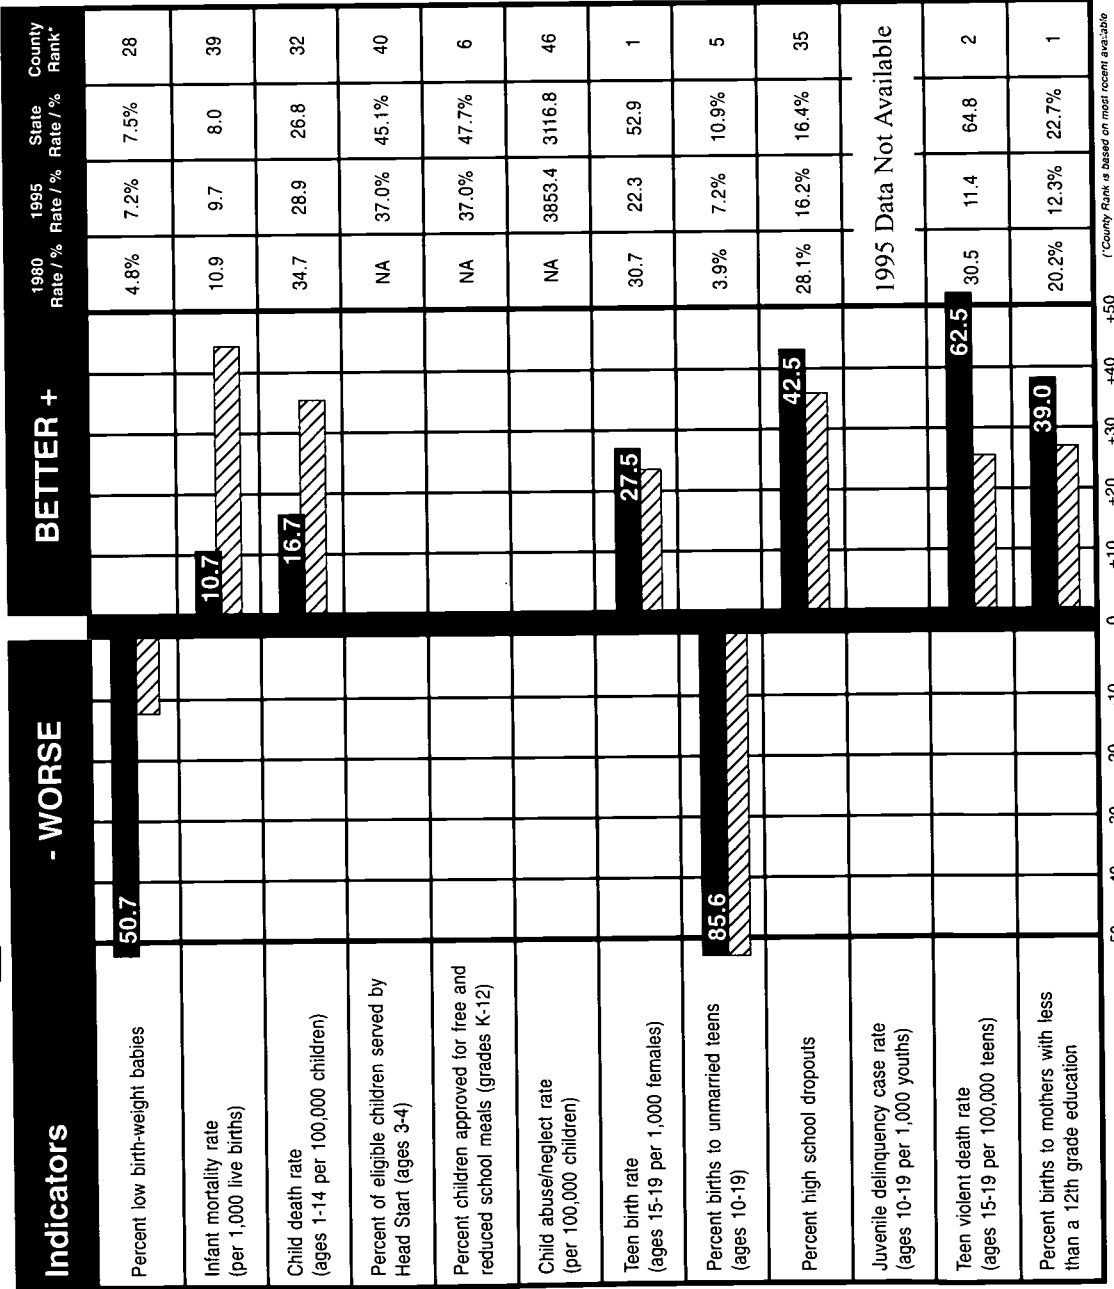 Indicators - WORSE BETTER + 1980 Rate / % 1995 Rate / % State Rate / % County Rank*
Percent low birth-weight babies 50.7 4.8% 7.2% 7.5% 28
Infant mortality rate
(per 1,000 live births) 10.7 10.9 9.7 8.0 39
Child death rate
(ages 1-14 per 100,000 children) 16.7 34.7 28.9 26.8 32
Percent of eligible children served by
Head Start (ages 3-4) NA 37.0% 45.1% 40
Percent children approved for free and
reduced school meals (grades K-12) NA 37.0% 47.7% 6
Child abuse/neglect rate
(per 100,000 children) NA 3853.4 3116.8 46
Teen birth rate
(ages 15-19 per 1,000 females) 27.5 30.7 22.3 52.9 1
Percent births to unmarried teens
(ages 10-19) 85.6 3.9% 7.2% 10.9% 5
Percent high school dropouts 42.5 28.1% 16.2% 16.4% 35
Juvenile delinquency case rate
(ages 10-19 per 1,000 youths) 1995 Data Not Available
Teen violent death rate
(ages 15-19 per 100,000 teens) 62.5 30.5 11.4 64.8 2
Percent births to mothers with less
than a 12th grade education 39.0 20.2% 12.3% 22.7% 1
0 +10 +20 +30 +40 +50
(*County Rank is based on most recent available